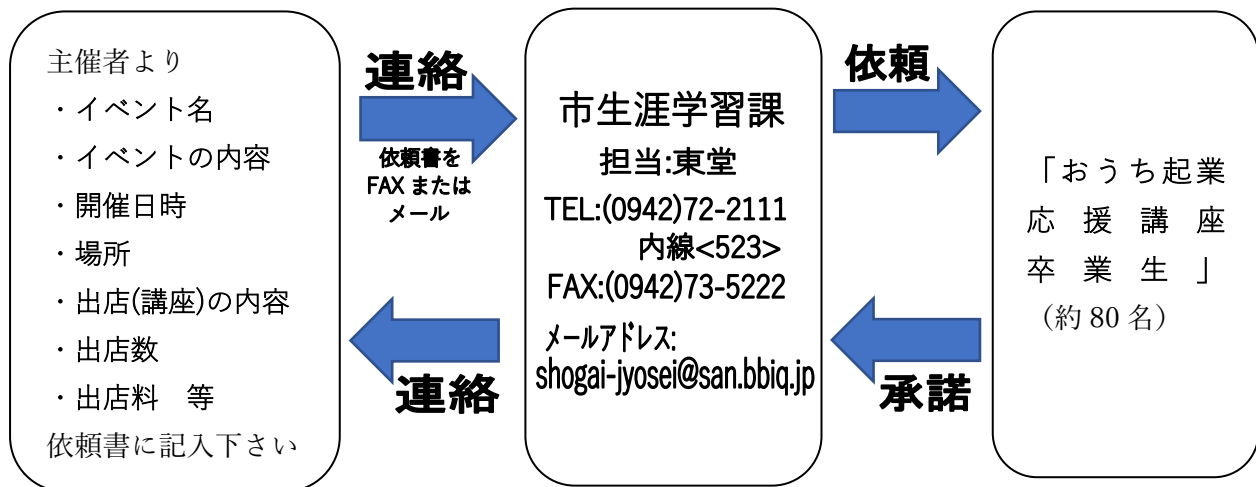 主催者より
・イベント名
・イベントの内容
・開催日時
・場所
・出店(講座)の内容
・出店数
・出店料　等
依頼書に記入下さい
連絡
依頼書を
FAX または
メール
連絡
市生涯学習課
担当:東堂
TEL:(0942)72-2111
内線<523>
FAX:(0942)73-5222
メールアドレス:
shogai-jyosei@san.bbiq.jp
依頼
承諾
「おうち起業
応援講座
卒業生」
（約 80 名）